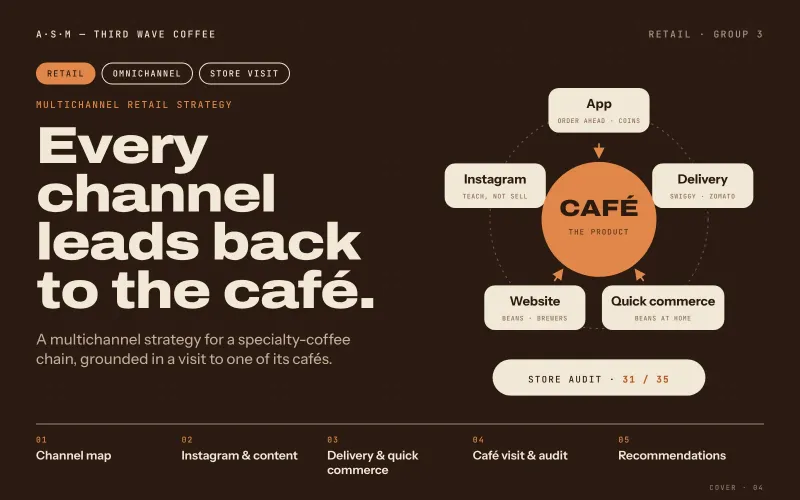 A·S·M — THIRD WAVE COFFEE
RETAIL · GROUP 3
RETAIL
OMNICHANNEL
STORE VISIT
MULTICHANNEL RETAIL STRATEGY
Every
channel
leads back
to the café.
A multichannel strategy for a specialty-coffee
chain, grounded in a visit to one of its cafés.
App
ORDER AHEAD · COINS
Instagram
TEACH, NOT SELL
Delivery
SWIGGY · ZOMATO
CAFÉ
THE PRODUCT
Website
BEANS · BREWERS
Quick commerce
BEANS AT HOME
STORE AUDIT · 31 / 35
01
Channel map
02
Instagram & content
03
Delivery & quick
commerce
04
Café visit & audit
05
Recommendations
COVER · 04